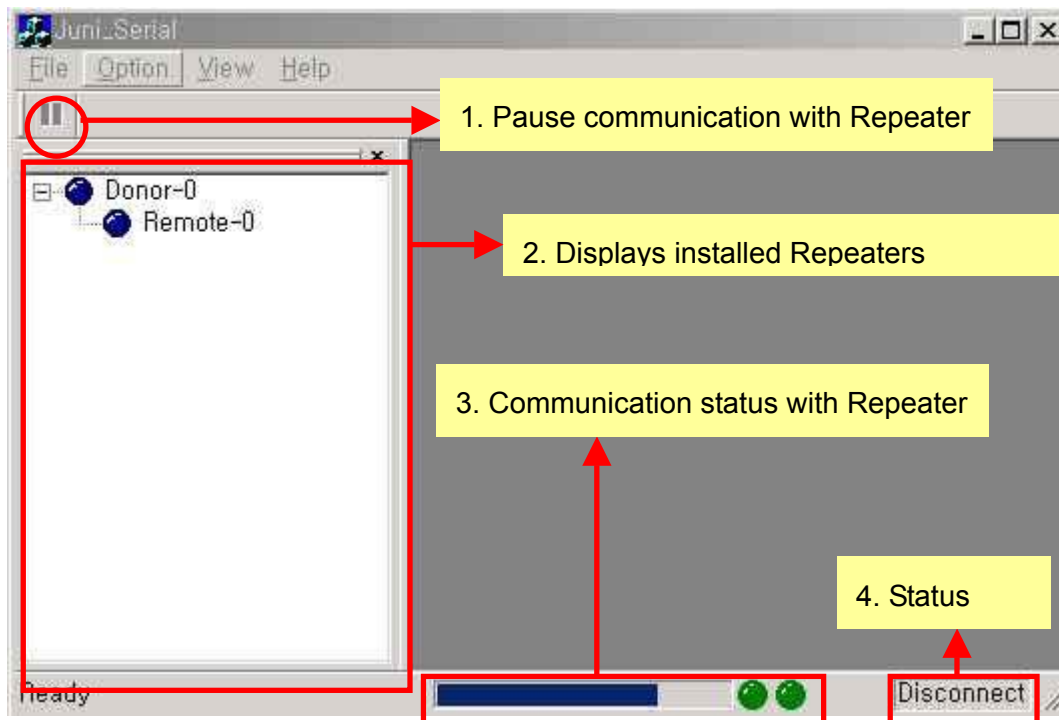 Juni_Serial
File Option View Help
1. Pause communication with Repeater
Donor-0
Remote-0
2. Displays installed Repeaters
3. Communication status with Repeater
4. Status
Ready
Disconnect